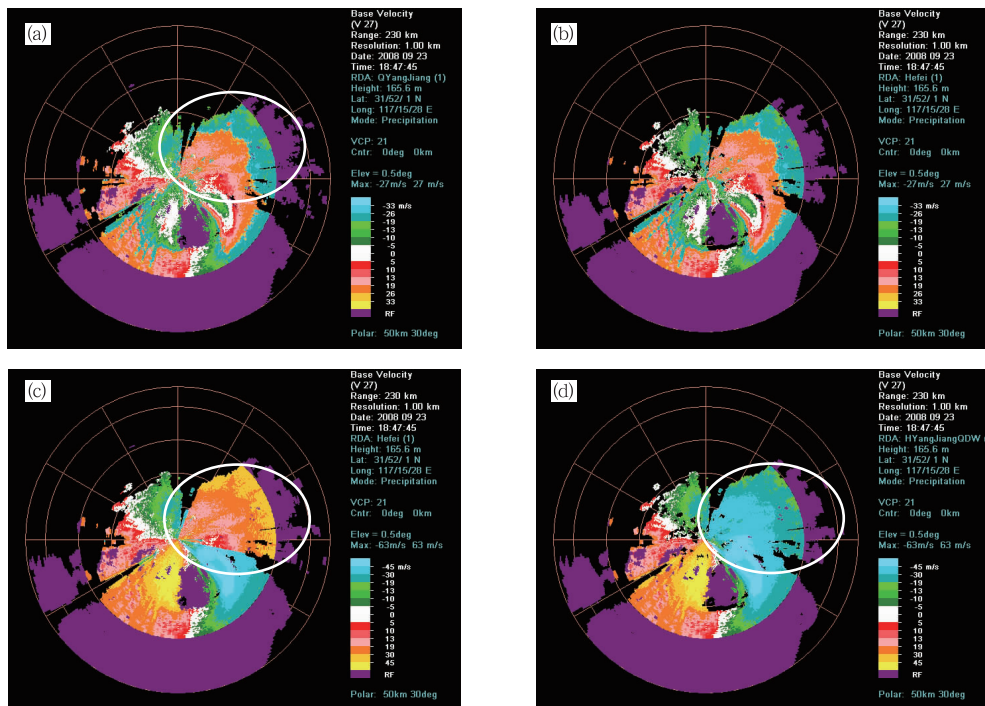 (a)
Base Velocity
(V 27)
Range: 230 km
Resolution: 1.00 km
Date: 2008 09 23
Time: 18:47:45
RDA: QYangJiang (1)
Height: 165.6 m
Lat: 31/52/ 1 N
Long: 117/15/28 E
Mode: Precipitation
VCP: 21
Cntr: 0deg 0km
Elev = 0.5deg
Max: -27m/s 27 m/s
-33 m/s
-26
-19
-13
-10
-5
0
5
10
13
19
26
33
RF
Polar: 50km 30deg
(b)
Base Velocity
(V 27)
Range: 230 km
Resolution: 1.00 km
Date: 2008 09 23
Time: 18:47:45
RDA: Hefei (1)
Height: 165.6 m
Lat: 31/52/ 1 N
Long: 117/15/28 E
Mode: Precipitation
VCP: 21
Cntr: 0deg 0km
Elev = 0.5deg
Max: -27m/s 27 m/s
-33 m/s
-26
-19
-13
-10
-5
0
5
10
13
19
26
33
RF
Polar: 50km 30deg
(c)
Base Velocity
(V 27)
Range: 230 km
Resolution: 1.00 km
Date: 2008 09 23
Time: 18:47:45
RDA: Hefei (1)
Height: 165.6 m
Lat: 31/52/ 1 N
Long: 117/15/28 E
Mode: Precipitation
VCP: 21
Cntr: 0deg 0km
Elev = 0.5deg
Max: -63m/s 63 m/s
-45 m/s
-30
-19
-13
-10
-5
0
5
10
13
19
30
45
RF
Polar: 50km 30deg
(d)
Base Velocity
(V 27)
Range: 230 km
Resolution: 1.00 km
Date: 2008 09 23
Time: 18:47:45
RDA: HYangJiangQDW
Height: 165.6 m
Lat: 31/52/ 1 N
Long: 117/15/28 E
Mode: Precipitation
VCP: 21
Cntr: 0deg 0km
Elev = 0.5deg
Max: -63m/s 63 m/s
-45 m/s
-30
-19
-13
-10
-5
0
5
10
13
19
30
45
RF
Polar: 50km 30deg